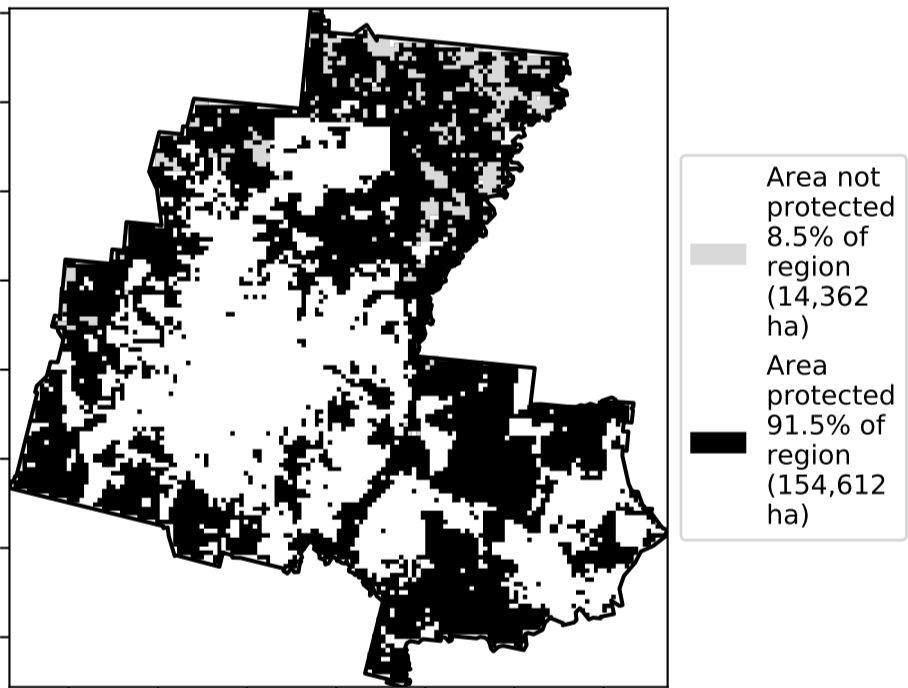 Area not
protected
8.5% of
region
(14,362
ha)
Area
protected
91.5% of
region
(154,612
ha)